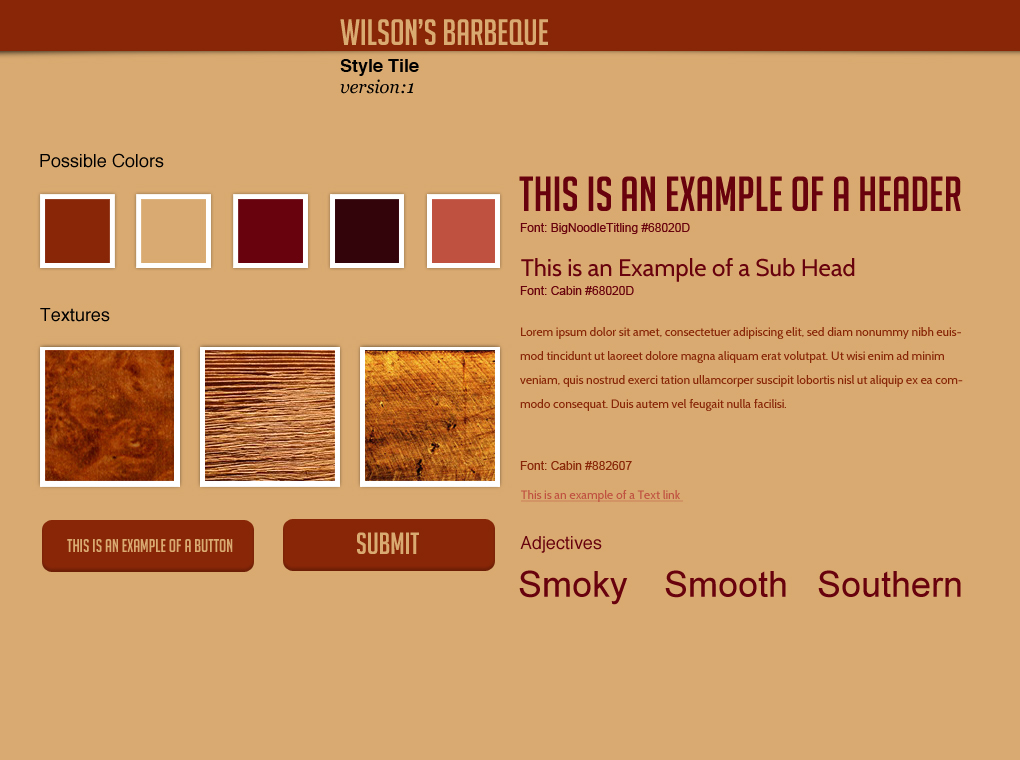 WILSON'S BARBEQUE
Style Tile
version:1
Possible Colors
Textures
THIS IS AN EXAMPLE OF A BUTTON
SUBMIT
THIS IS AN EXAMPLE OF A HEADER
Font: BigNoodleTitling #68020D
This is an Example of a Sub Head
Font: Cabin #68020D
Lorem ipsum dolor sit amet, consectetuer adipiscing elit, sed diam nonummy nibh euis-
mod tincidunt ut laoreet dolore magna aliquam erat volutpat. Ut wisi enim ad minim
veniam, quis nostrud exerci tation ullamcorper suscipit lobortis nisl ut aliquip ex ea com-
modo consequat. Duis autem vel feugait nulla facilisi.
Font: Cabin #882607
This is an example of a Text link
Adjectives
Smoky Smooth Southern